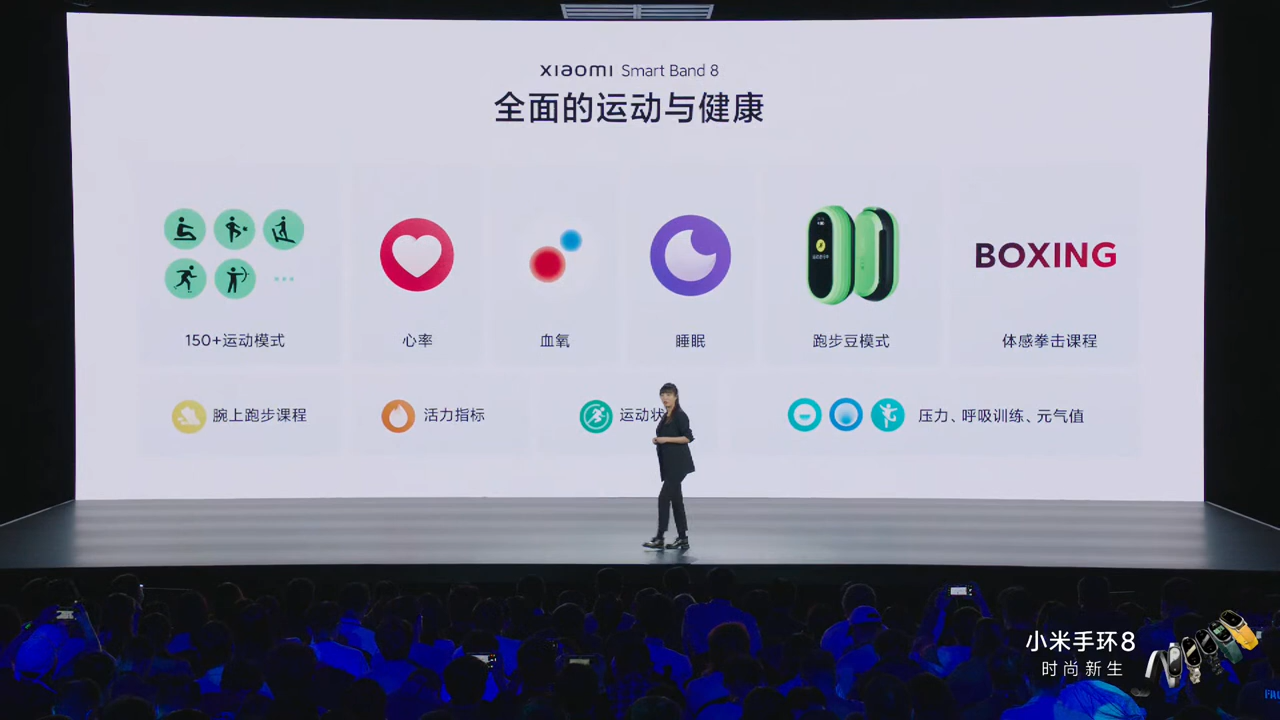 xiaomi Smart Band 8
全面的运动与健康
BOXING
150+运动模式
心率
血氧
睡眠
跑步豆模式
体感拳击课程
腕上跑步课程
活力指标
运动状
压力、呼吸训练、元气值
小米手环8
时尚新生